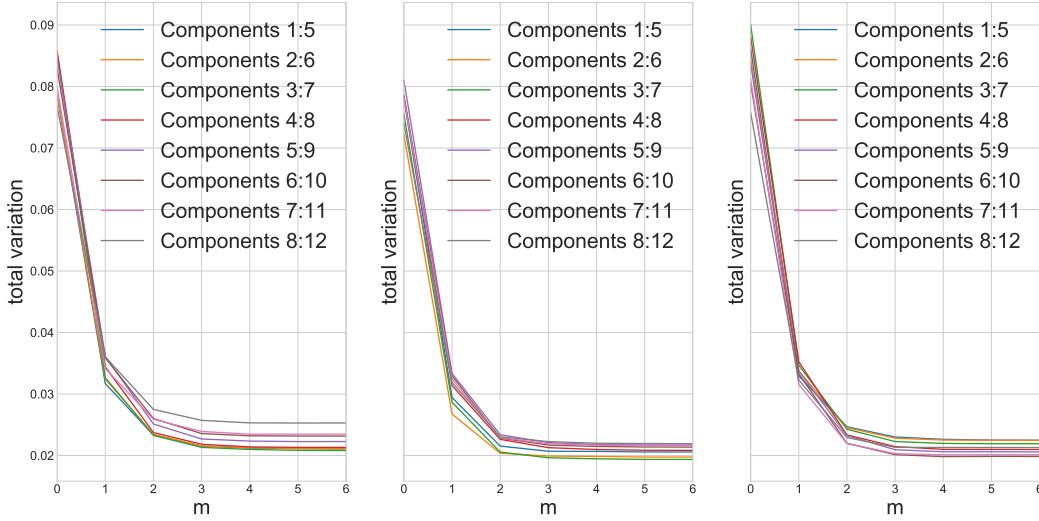 0.09
0.08
0.07
0.06
0.05
0.04
0.03
0.02
total variation
Components 1:5
Components 2:6
Components 3:7
Components 4:8
Components 5:9
Components 6:10
Components 7:11
Components 8:12
0 1 2 3 4 5 6
m
total variation
Components 1:5
Components 2:6
Components 3:7
Components 4:8
Components 5:9
Components 6:10
Components 7:11
Components 8:12
0 1 2 3 4 5 6
m
total variation
Components 1:5
Components 2:6
Components 3:7
Components 4:8
Components 5:9
Components 6:10
Components 7:11
Components 8:12
0 1 2 3 4 5 6
m